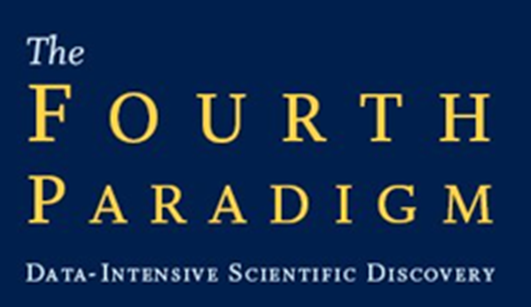 The
FOURTH
PARADIGM
DATA-INTENSIVE SCIENTIFIC DISCOVERY